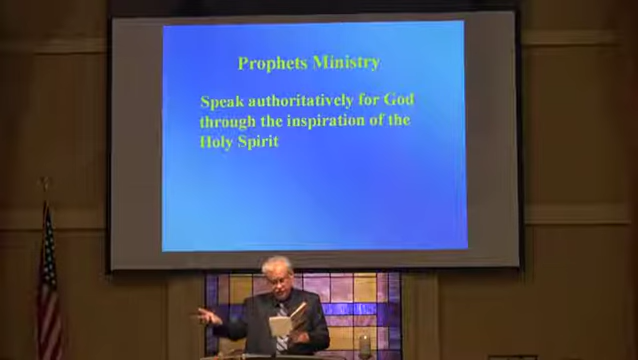 Prophets Ministry
Speak authoritatively for God
through the inspiration of the
Holy Spirit